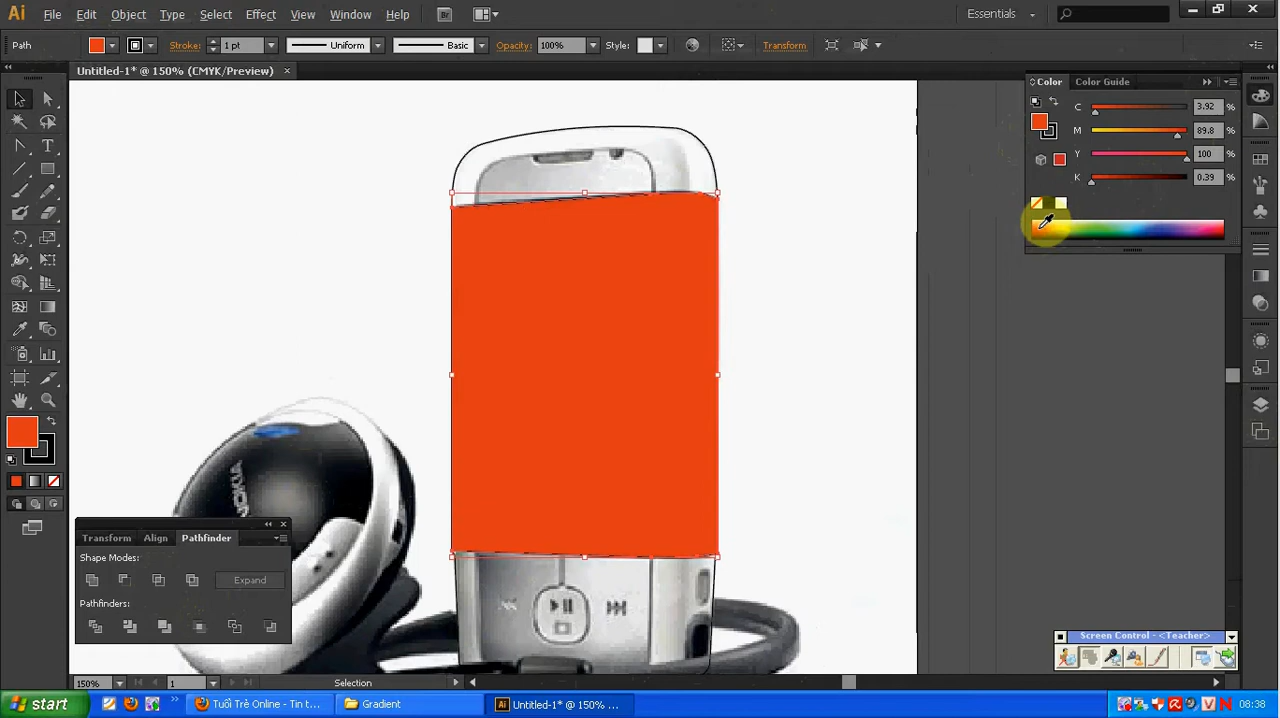 Ai File Edit Object Type Select Effect View Window Help Br Essentials
Path Stroke: 1 pt Uniform Basic Opacity: 100% Style: Transform
Untitled-1* @ 150% (CMYK/Preview)
Color Color Guide
C 3.92 %
M 89.8 %
Y 100 %
K 0.39 %
NOKIA
Transform Align Pathfinder
Shape Modes:
Expand
Pathfinders:
Screen Control - <Teacher>
150% 1 Selection
start Tuổi Trẻ Online - Tin t... Gradient Ai Untitled-1* @ 150% ... V N 08:38